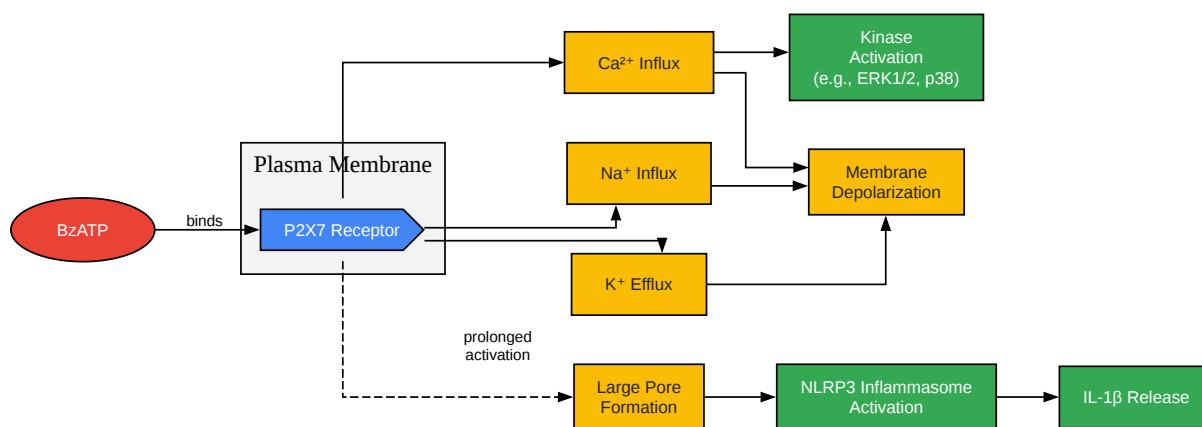 Kinase
Activation
(e.g., ERK1/2, p38)
Ca²⁺ Influx
Plasma Membrane
Na⁺ Influx
Membrane
Depolarization
BzATP
binds
P2X7 Receptor
K⁺ Efflux
prolonged
activation
Large Pore
Formation
NLRP3 Inflammasome
Activation
IL-1β Release